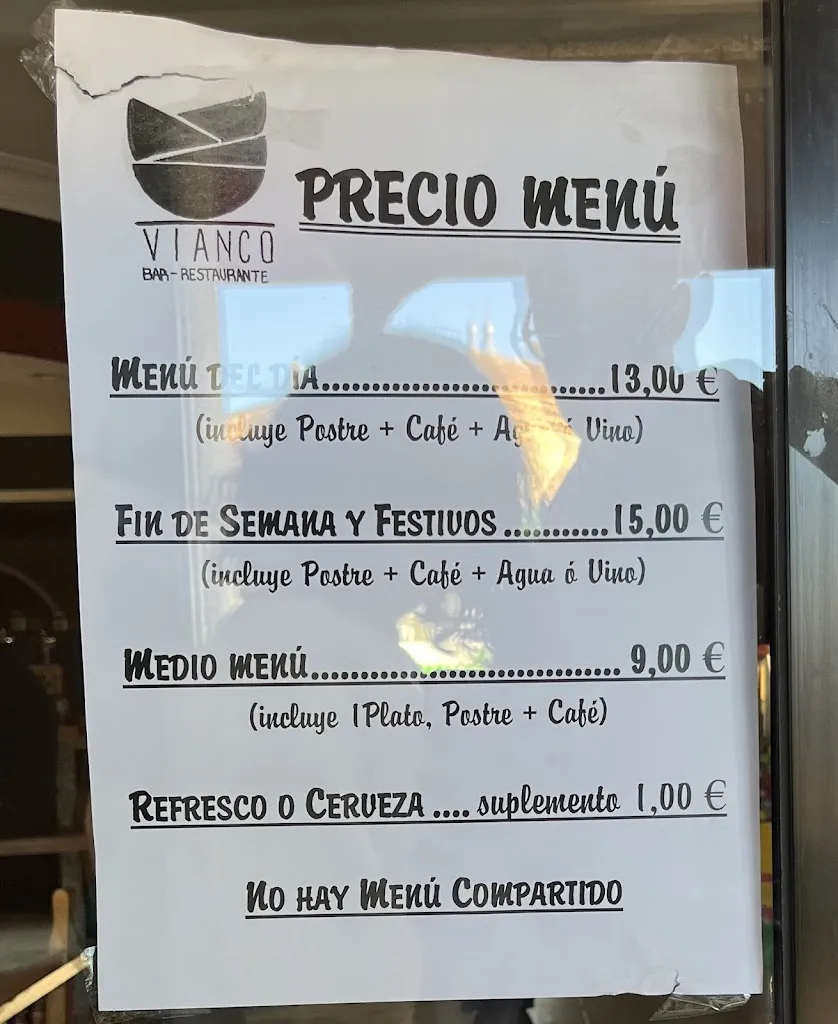 VIANCO
BAR-RESTAURANTE
PRECIO MENÚ
MENÚ DEL DÍA..................................13,00 €
(incluye Postre + Café + Agua ó Vino)
FIN DE SEMANA Y FESTIVOS ...........15,00 €
(incluye Postre + Café + Agua ó Vino)
MEDIO MENÚ..................................... 9,00 €
(incluye 1Plato, Postre + Café)
REFRESCO O CERVEZA .... suplemento 1,00 €
NO HAY MENÚ COMPARTIDO